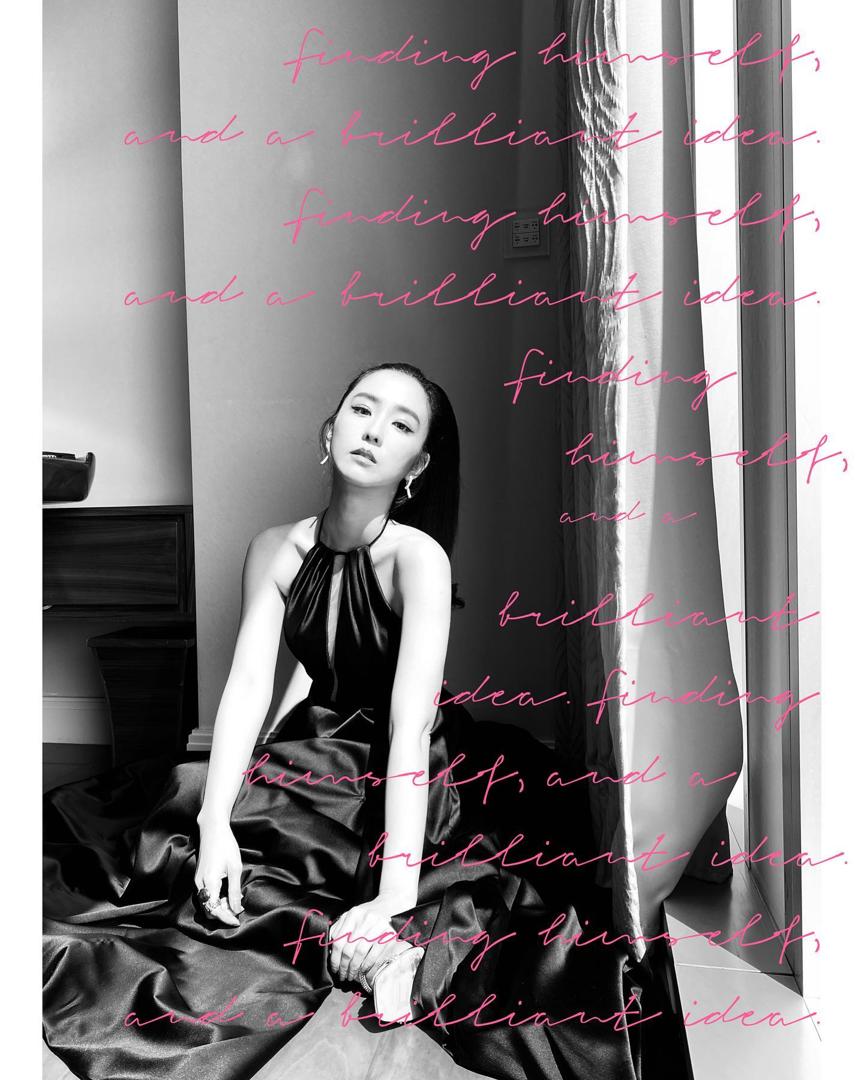 finding himself,
and a brilliant idea.
finding himself,
and a brilliant idea.
finding
himself,
and a
brilliant
idea. finding
himself, and a
brilliant idea.
finding himself,
and a brilliant idea.